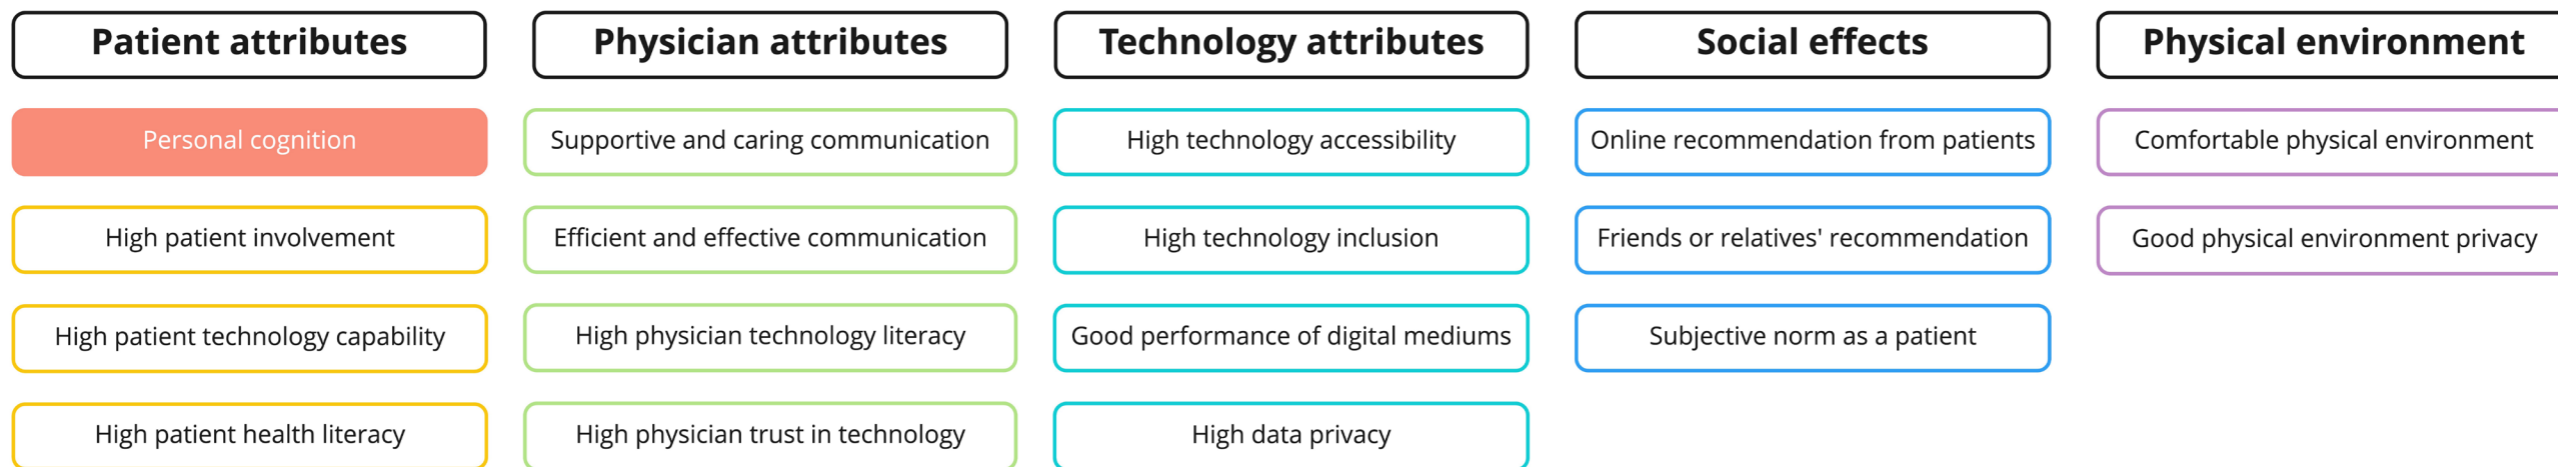 Patient attributes
Physician attributes
Technology attributes
Social effects
Physical environment
Personal cognition
Supportive and caring communication
High technology accessibility
Online recommendation from patients
Comfortable physical environment
High patient involvement
Efficient and effective communication
High technology inclusion
Friends or relatives' recommendation
Good physical environment privacy
High patient technology capability
High physician technology literacy
Good performance of digital mediums
Subjective norm as a patient
High patient health literacy
High physician trust in technology
High data privacy